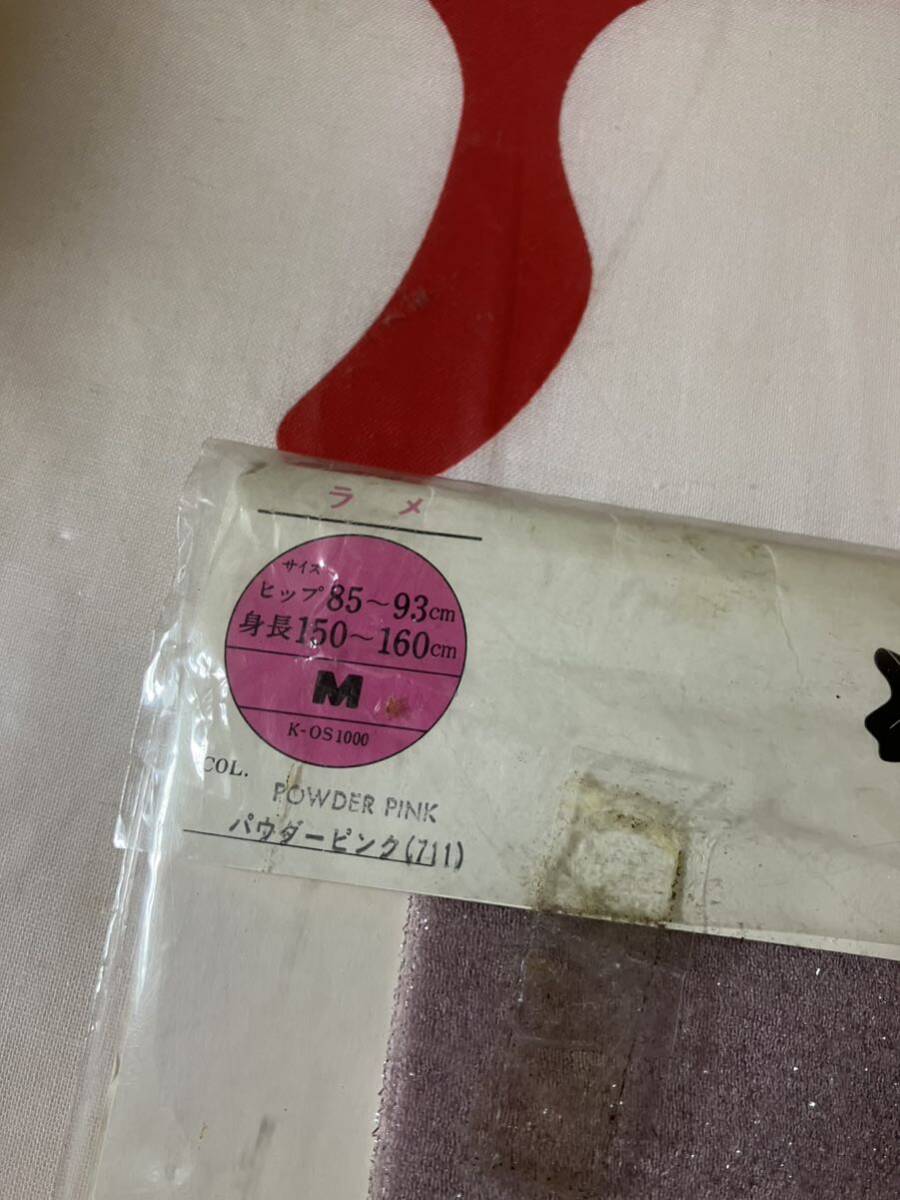 ラメ
サイズ
ヒップ85～93cm
身長150～160cm
M
K-OS1000
COL.
POWDER PINK
パウダーピンク(711)